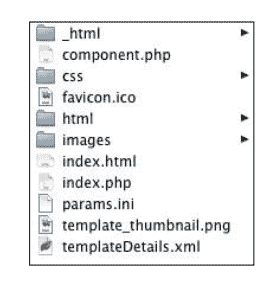 _html
component.php
css
favicon.ico
html
images
index.html
index.php
params.ini
template_thumbnail.png
templateDetails.xml